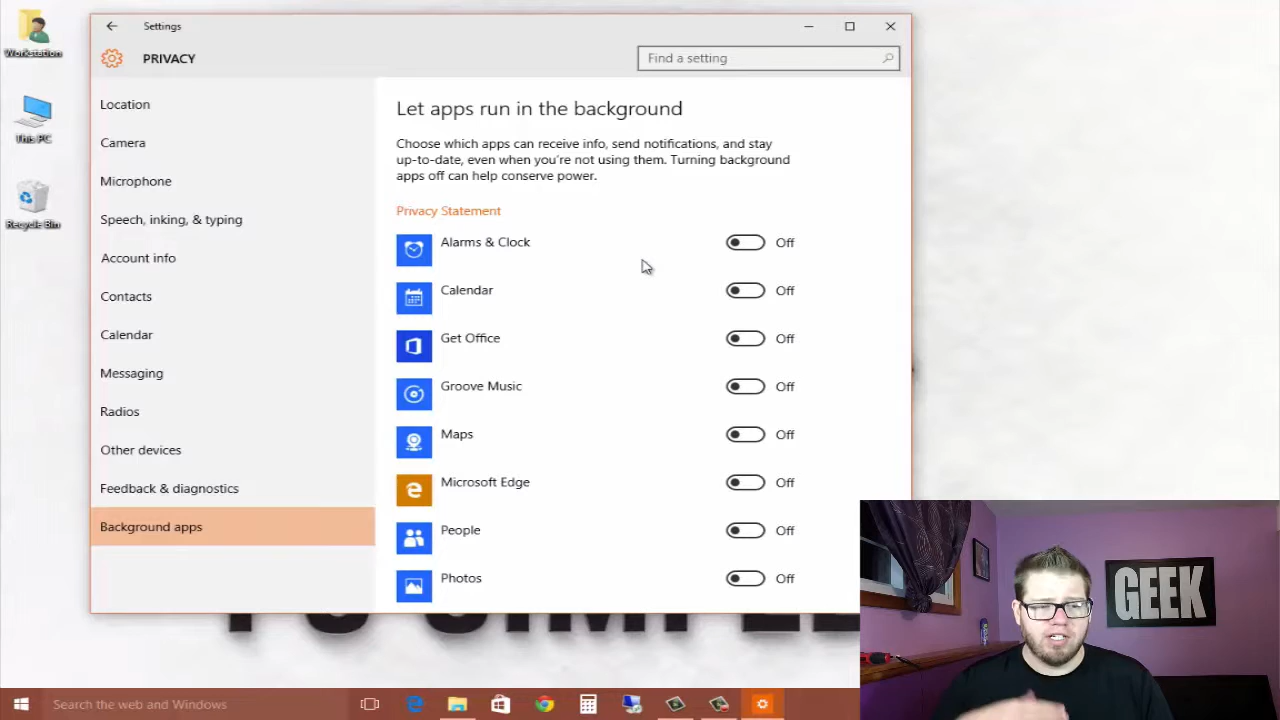 Workstation
This PC
Recycle Bin
Settings
PRIVACY
Find a setting
Location
Camera
Microphone
Speech, inking, & typing
Account info
Contacts
Calendar
Messaging
Radios
Other devices
Feedback & diagnostics
Background apps
Let apps run in the background
Choose which apps can receive info, send notifications, and stay
up-to-date, even when you're not using them. Turning background
apps off can help conserve power.
Privacy Statement
Alarms & Clock Off
Calendar Off
Get Office Off
Groove Music Off
Maps Off
Microsoft Edge Off
People Off
Photos Off
GEEK
Search the web and Windows